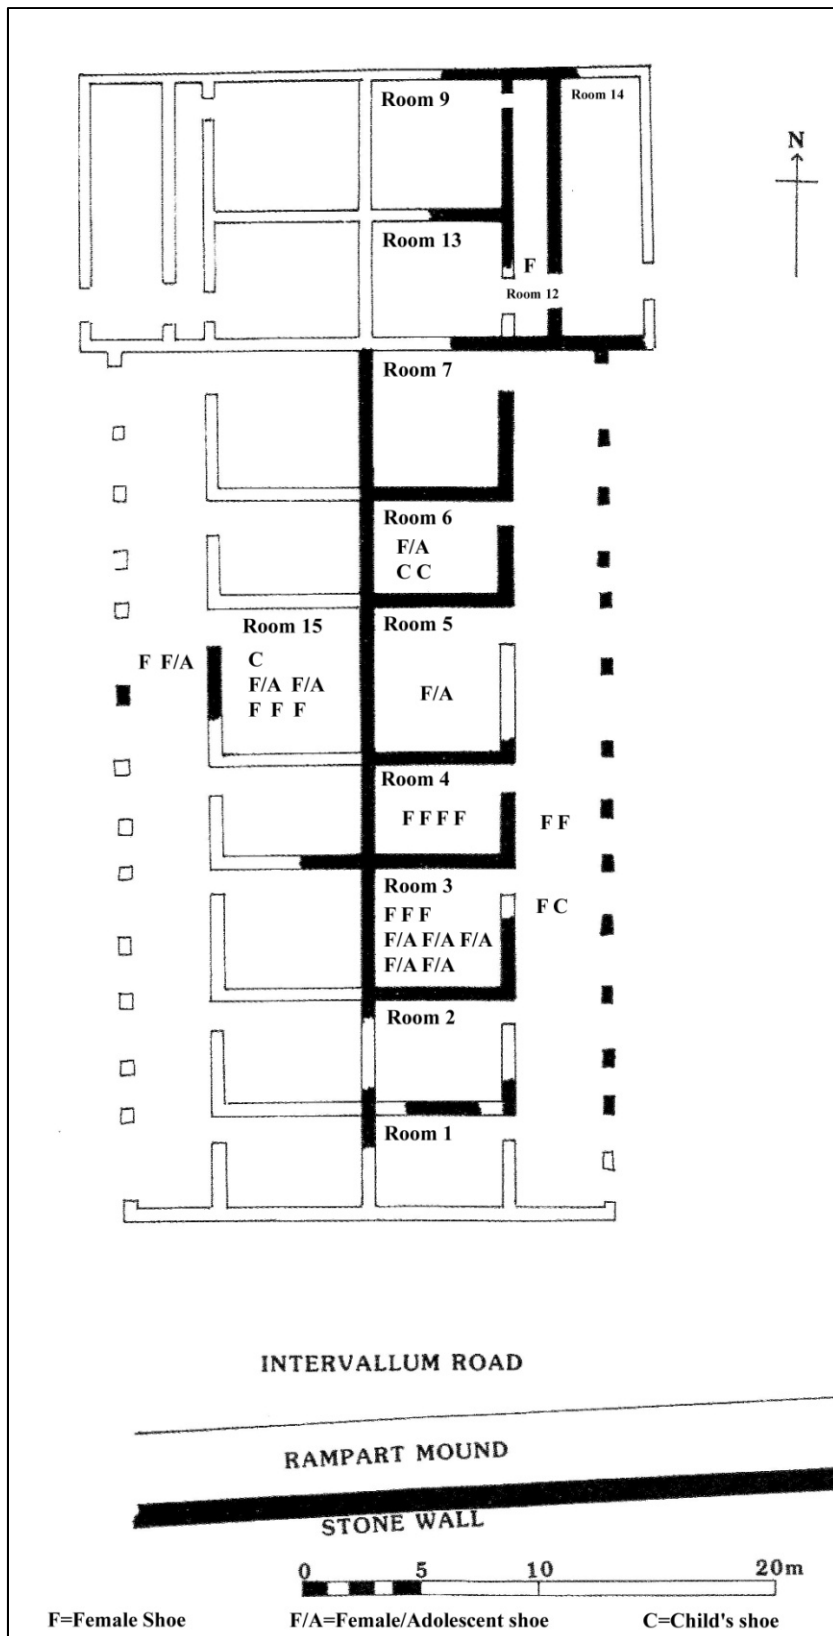 Room 9
Room 14
N
Room 13
F
Room 12
Room 7
Room 6
F/A
C C
Room 15
Room 5
F F/A
C
F/A F/A
F F F
F/A
Room 4
F F F F
F F
Room 3
F F F
F/A F/A F/A
F/A F/A
F C
Room 2
Room 1
INTERVALLUM ROAD
RAMPART MOUND
STONE WALL
0 5 10 20m
F=Female Shoe F/A=Female/Adolescent shoe C=Child's shoe